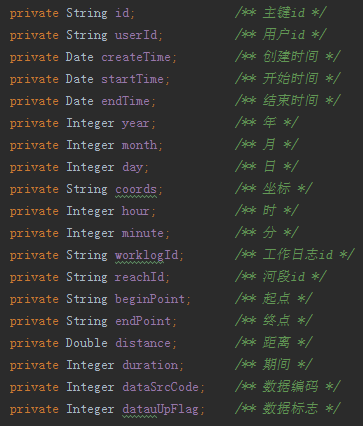 private String id; /** 主键id */
private String userId; /** 用户id */
private Date createTime; /** 创建时间 */
private Date startTime; /** 开始时间 */
private Date endTime; /** 结束时间 */
private Integer year; /** 年 */
private Integer month; /** 月 */
private Integer day; /** 日 */
private String coords; /** 坐标 */
private Integer hour; /** 时 */
private Integer minute; /** 分 */
private String worklogId; /** 工作日志id */
private String reachId; /** 河段id */
private String beginPoint; /** 起点 */
private String endPoint; /** 终点 */
private Double distance; /** 距离 */
private Integer duration; /** 期间 */
private Integer dataSrcCode; /** 数据编码 */
private Integer datauUpFlag; /** 数据标志 */